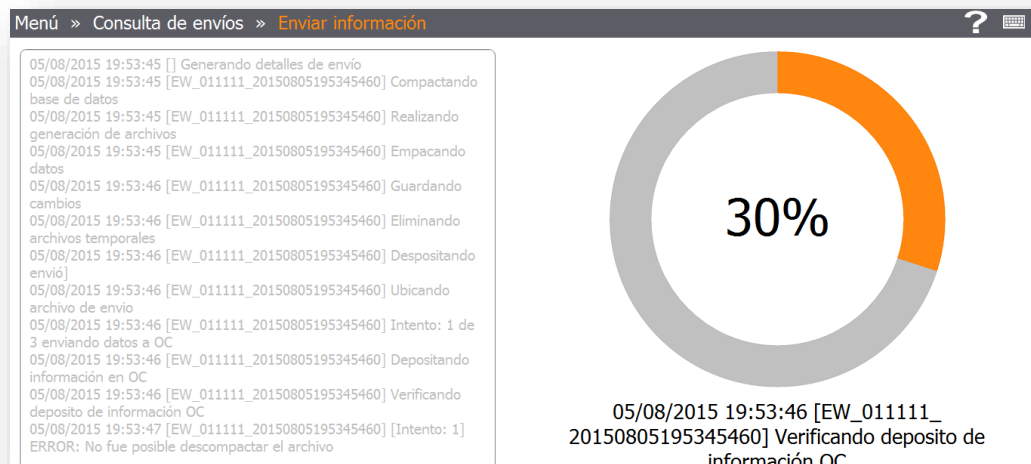 Menú » Consulta de envíos » Enviar información ?
05/08/2015 19:53:45 [] Generando detalles de envío
05/08/2015 19:53:45 [EW_011111_20150805195345460] Compactando
base de datos
05/08/2015 19:53:45 [EW_011111_20150805195345460] Realizando
generación de archivos
05/08/2015 19:53:45 [EW_011111_20150805195345460] Empacando
datos
05/08/2015 19:53:46 [EW_011111_20150805195345460] Guardando
cambios
05/08/2015 19:53:46 [EW_011111_20150805195345460] Eliminando
archivos temporales
05/08/2015 19:53:46 [EW_011111_20150805195345460] Despositando
envió]
05/08/2015 19:53:46 [EW_011111_20150805195345460] Ubicando
archivo de envio
05/08/2015 19:53:46 [EW_011111_20150805195345460] Intento: 1 de
3 enviando datos a OC
05/08/2015 19:53:46 [EW_011111_20150805195345460] Depositando
información en OC
05/08/2015 19:53:46 [EW_011111_20150805195345460] Verificando
deposito de información OC
05/08/2015 19:53:47 [EW_011111_20150805195345460] [Intento: 1]
ERROR: No fue posible descompactar el archivo
30%
05/08/2015 19:53:46 [EW_011111_
20150805195345460] Verificando deposito de
información OC